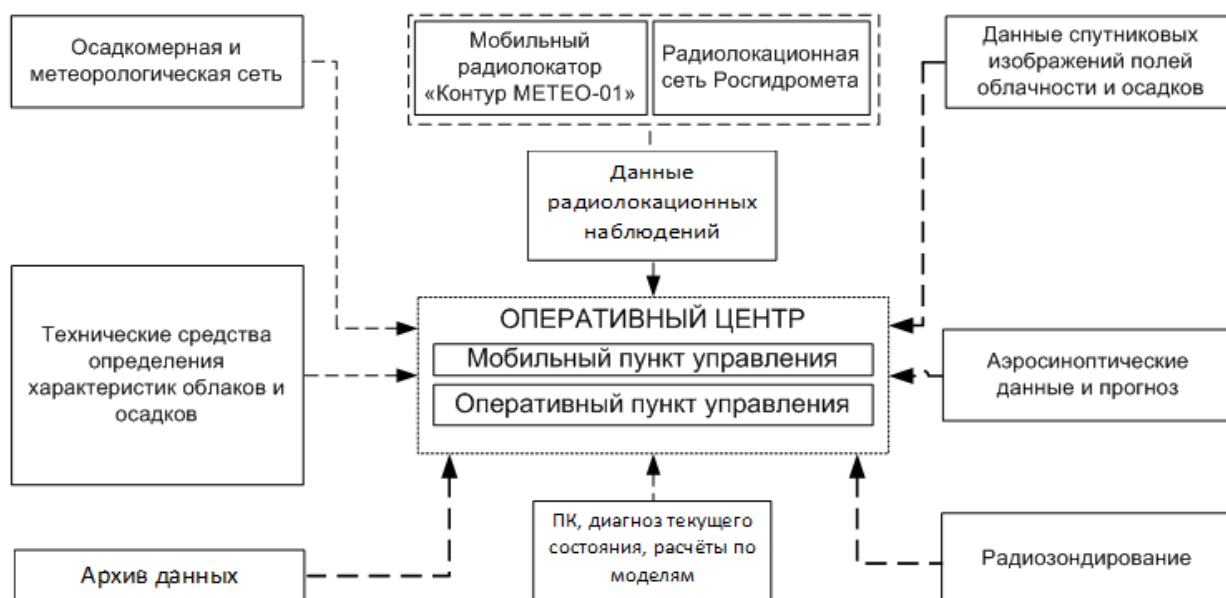 Осадкомерная и
метеорологическая сеть
Мобильный
радиолокатор
«Контур МЕТЕО-01»
Радиолокационная
сеть Росгидромета
Данные спутниковых
изображений полей
облачности и осадков
Данные
радиолокационных
наблюдений
Технические средства
определения
характеристик облаков и
осадков
ОПЕРАТИВНЫЙ ЦЕНТР
Мобильный пункт управления
Оперативный пункт управления
Аэросиноптические
данные и прогноз
Архив данных
ПК, диагноз текущего
состояния, расчёты по
моделям
Радиозондирование